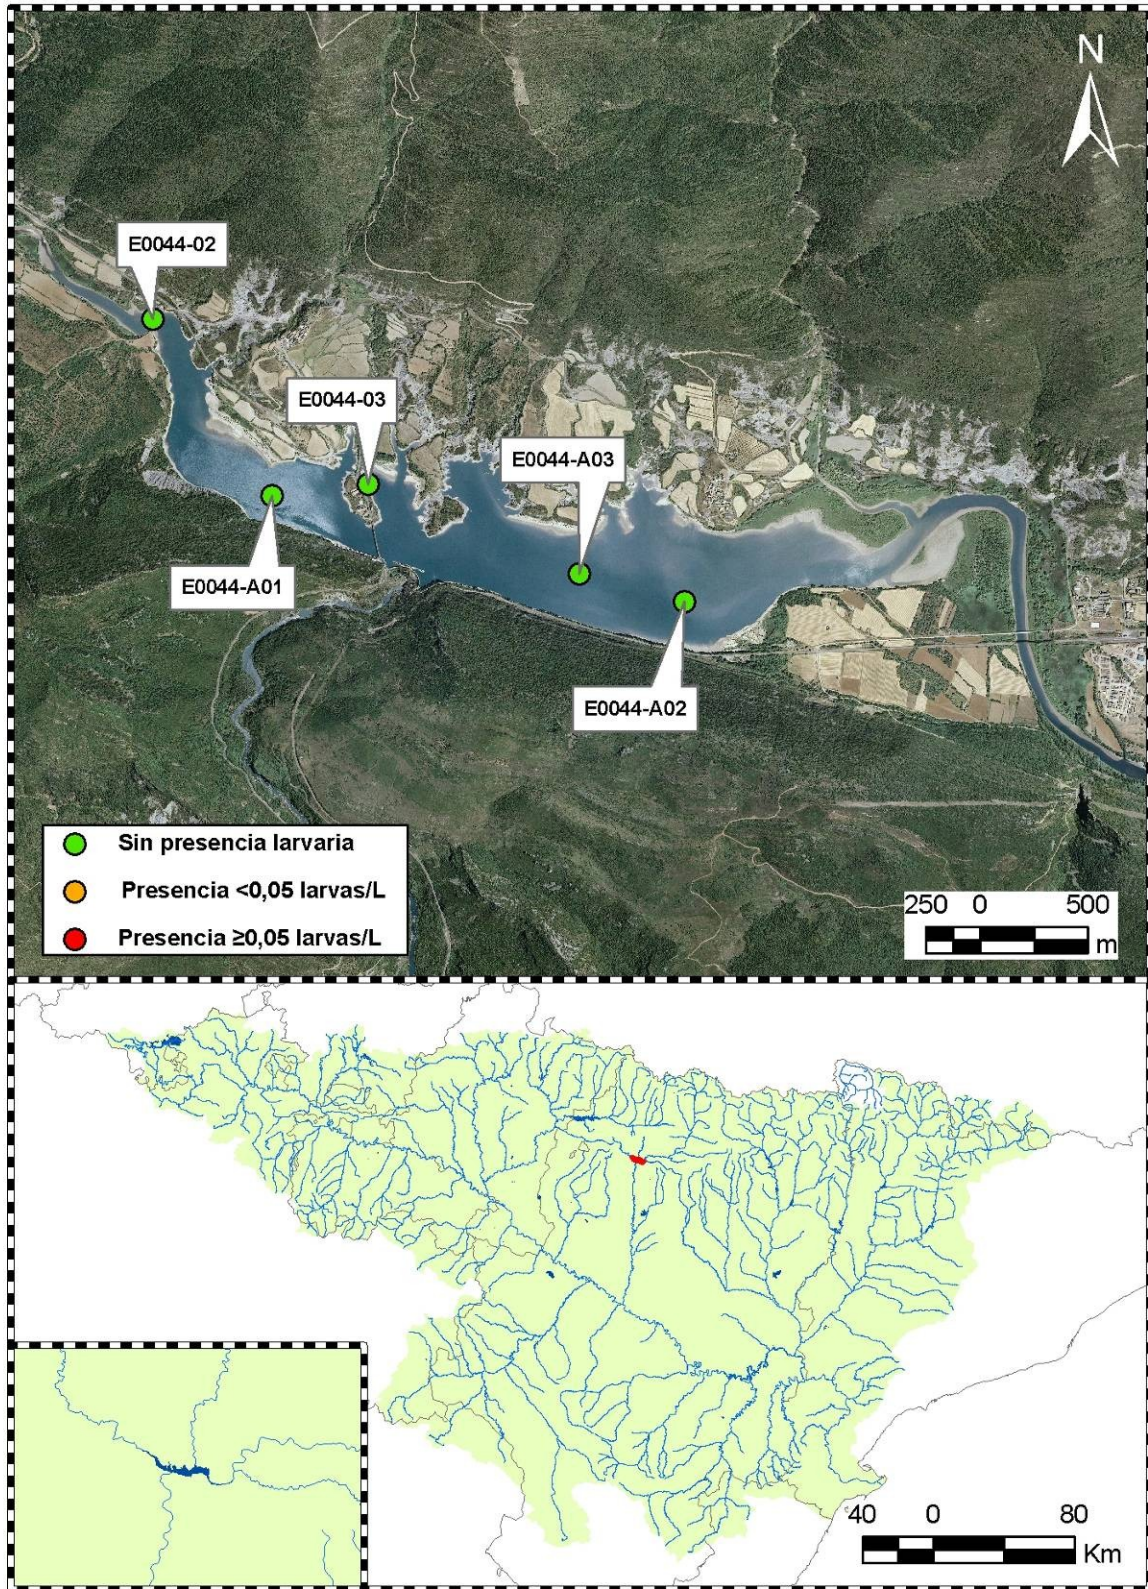 N
E0044-02
E0044-03
E0044-A03
E0044-A01
E0044-A02
Sin presencia larvaria
Presencia <0,05 larvas/L
Presencia ≥0,05 larvas/L
250 0 500
m
40 0 80
Km